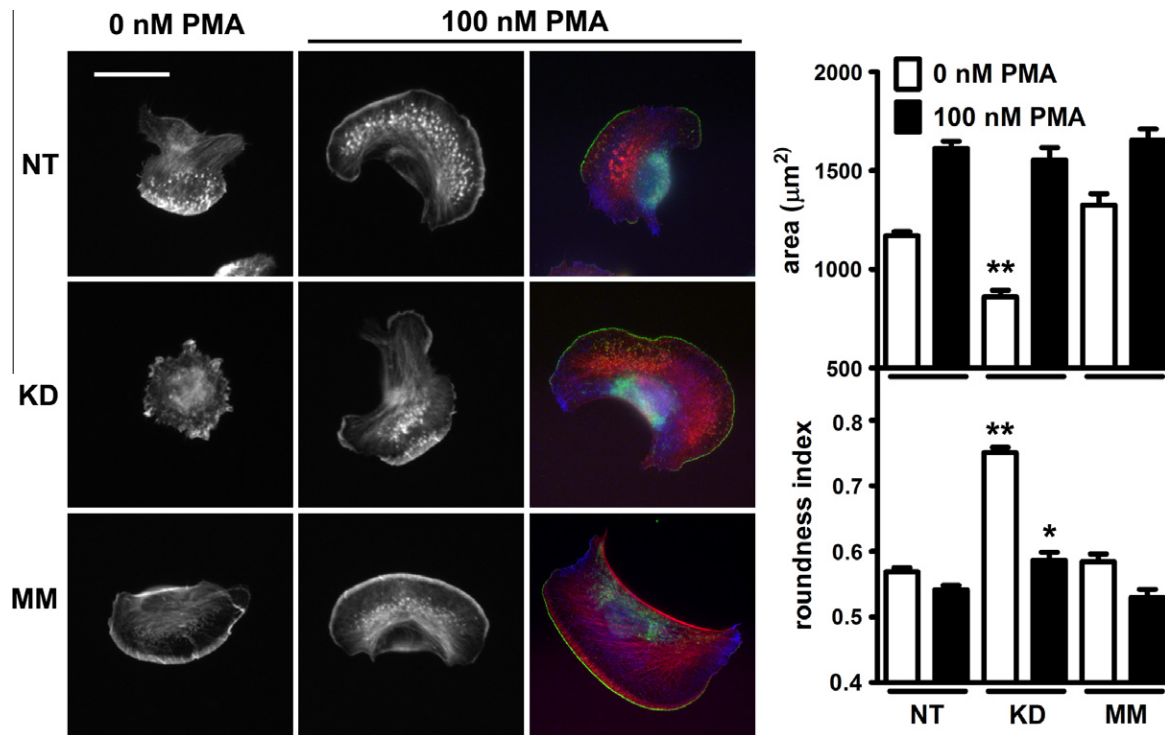 0 nM PMA
100 nM PMA
NT
KD
MM
0 nM PMA
100 nM PMA
area (μm²)
2000
1500
1000
500
**
roundness index
0.8
0.7
0.6
0.5
0.4
**
*
NT
KD
MM